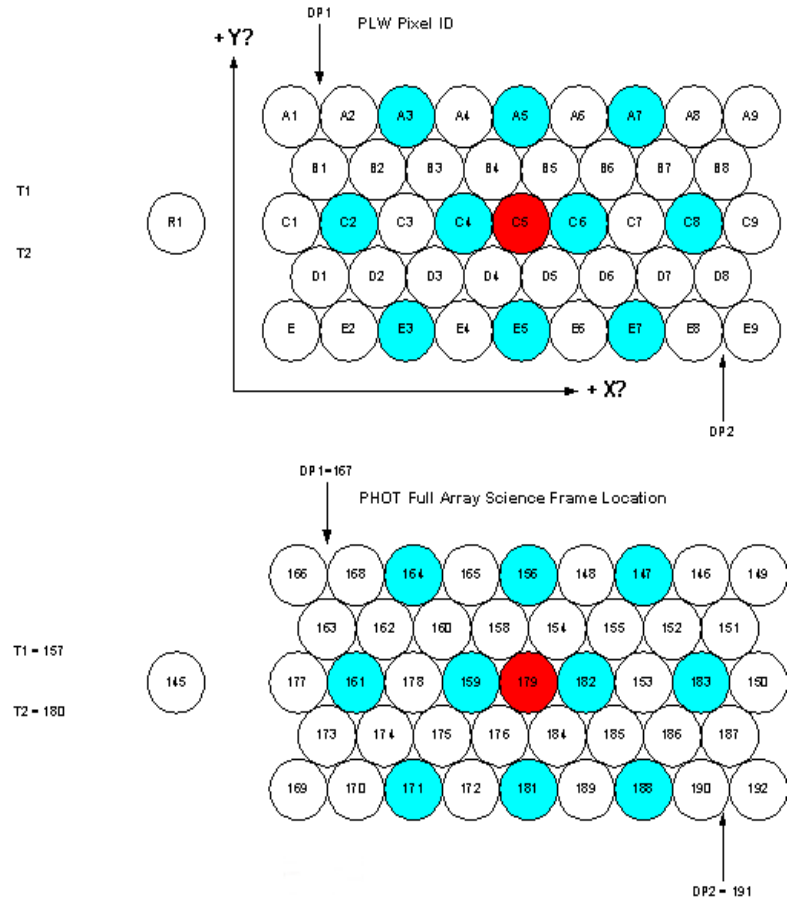 DP1
PLW Pixel ID
+ Y?
A1 A2 A3 A4 A5 A6 A7 A8 A9
B1 B2 B3 B4 B5 B6 B7 B8
T1
R1 C1 C2 C3 C4 C5 C6 C7 C8 C9
T2
D1 D2 D3 D4 D5 D6 D7 D8
E E2 E3 E4 E5 E6 E7 E8 E9
+ X?
DP2
DP1=167
PHOT Full Array Science Frame Location
166 168 164 165 156 148 147 146 149
163 162 160 158 154 155 152 151
T1 = 157
145 177 161 178 159 179 182 153 183 150
T2 = 180
173 174 175 176 184 185 186 187
169 170 171 172 181 189 188 190 192
DP2 = 191